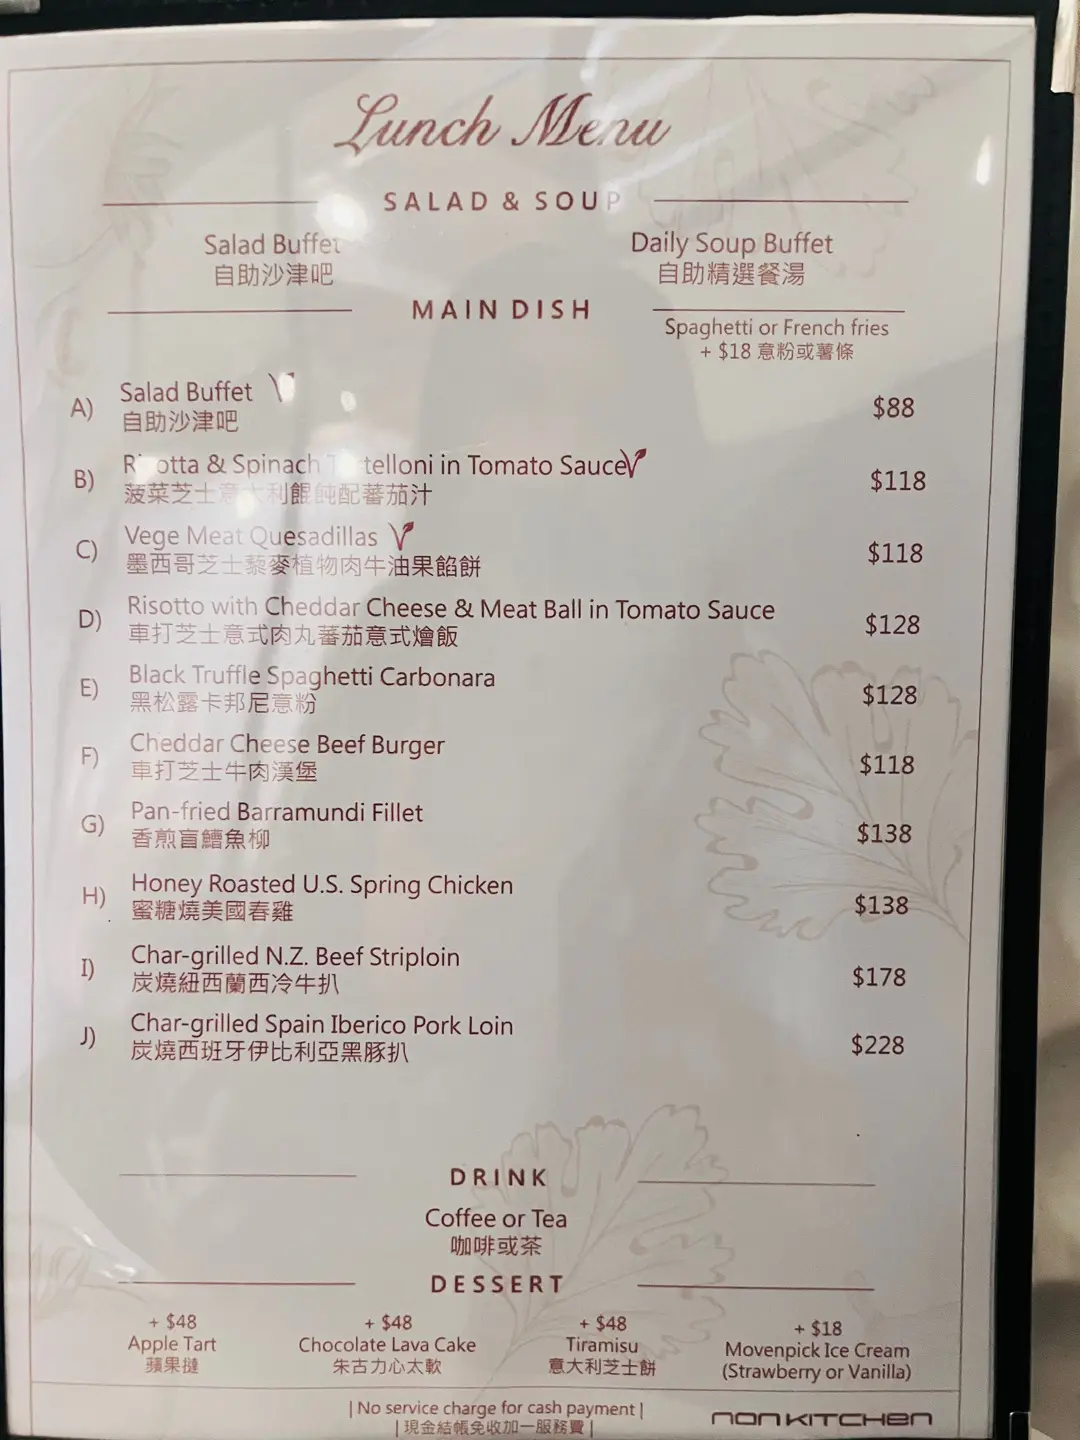 Lunch Menu
SALAD & SOUP
Salad Buffet
自助沙津吧
Daily Soup Buffet
自助精選餐湯
MAIN DISH
Spaghetti or French fries
+ $18 意粉或薯條
A) Salad Buffet $88
自助沙津吧
B) & Spinach in Tomato Sauce $118
菠菜芝士意大利餛飩配蕃茄汁
C) Vege Meat Quesadillas $118
墨西哥芝士藜麥植物肉牛油果餡餅
D) Risotto with Cheddar Cheese & Meat Ball in Tomato Sauce $128
車打芝士意式肉丸蕃茄意式燴飯
E) Black Truffle Spaghetti Carbonara $128
黑松露卡邦尼意粉
F) Cheddar Cheese Beef Burger $118
車打芝士牛肉漢堡
G) Pan-fried Barramundi Fillet $138
香煎盲鰽魚柳
H) Honey Roasted U.S. Spring Chicken $138
蜜糖燒美國春雞
I) Char-grilled N.Z. Beef Striploin $178
炭燒紐西蘭西冷牛扒
J) Char-grilled Spain Iberico Pork Loin $228
炭燒西班牙伊比利亞黑豚扒
DRINK
Coffee or Tea
咖啡或茶
DESSERT
+ $48
Apple Tart
蘋果撻
+ $48
Chocolate Lava Cake
朱古力心太軟
+ $48
Tiramisu
意大利芝士餅
+ $18
Movenpick Ice Cream
(Strawberry or Vanilla)
| No service charge for cash payment |
| 現金結帳免收加一服務費 |
nOn KITCHEn